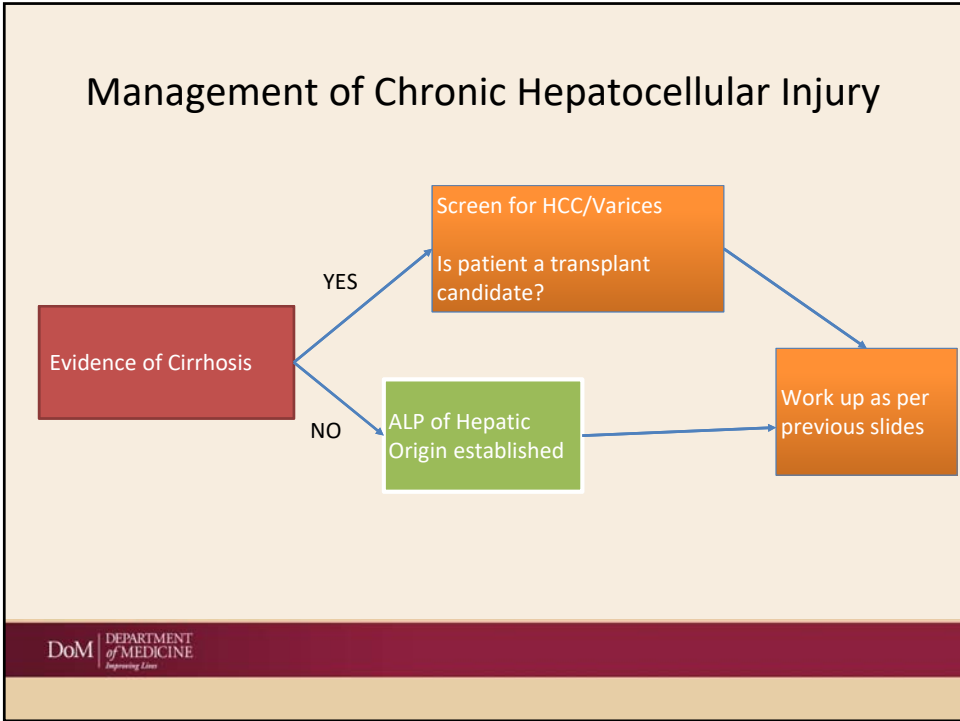 Management of Chronic Hepatocellular Injury
Screen for HCC/Varices
Is patient a transplant
candidate?
YES
Evidence of Cirrhosis
NO
ALP of Hepatic
Origin established
Work up as per
previous slides
DoM
DEPARTMENT
of MEDICINE
Improving Lives